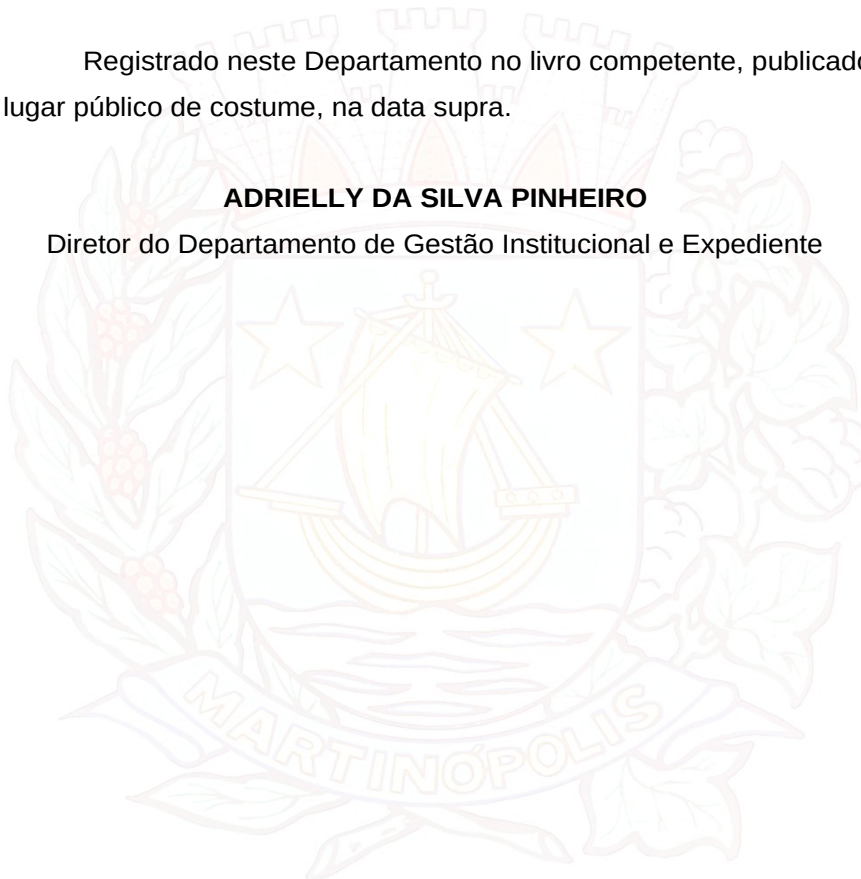 Registrado neste Departamento no livro competente, publicado
lugar público de costume, na data supra.
ADRIELLY DA SILVA PINHEIRO
Diretor do Departamento de Gestão Institucional e Expediente
MARTINÓPOLIS